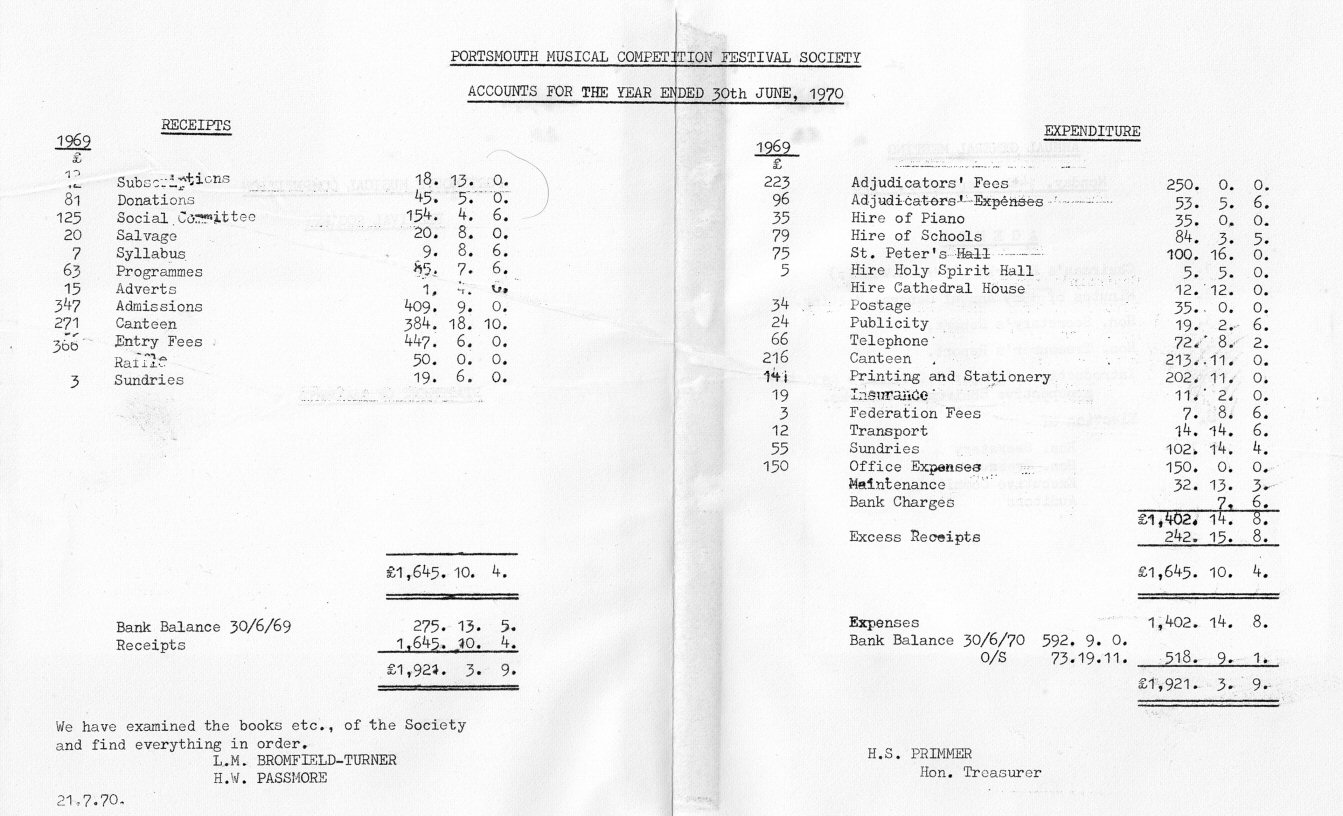 PORTSMOUTH MUSICAL COMPETITION FESTIVAL SOCIETY
ACCOUNTS FOR THE YEAR ENDED 30th JUNE, 1970
RECEIPTS
1969
£
Subscriptions 18. 13. 0.
81 Donations 45. 5. 0.
125 Social Committee 154. 4. 6.
20 Salvage 20. 8. 0.
7 Syllabus 9. 8. 6.
63 Programmes 85. 7. 6.
15 Adverts 1. 4. 0.
347 Admissions 409. 9. 0.
271 Canteen 384. 18. 10.
366 Entry Fees 447. 6. 0.
Raffle 50. 0. 0.
3 Sundries 19. 6. 0.
£1,645. 10. 4.
Bank Balance 30/6/69 275. 13. 5.
Receipts 1,645. 10. 4.
£1,921. 3. 9.
We have examined the books etc., of the Society
and find everything in order.
L.M. BROMFIELD-TURNER
H.W. PASSMORE
21.7.70.
EXPENDITURE
1969
£
223 Adjudicators' Fees 250. 0. 0.
96 Adjudicators' Expenses 53. 5. 6.
35 Hire of Piano 35. 0. 0.
79 Hire of Schools 84. 3. 5.
75 St. Peter's Hall 100. 16. 0.
5 Hire Holy Spirit Hall 5. 5. 0.
Hire Cathedral House 12. 12. 0.
34 Postage 35. 0. 0.
24 Publicity 19. 2. 6.
66 Telephone 72. 8. 2.
216 Canteen 213. 11. 0.
141 Printing and Stationery 202. 11. 0.
19 Insurance 11. 2. 0.
3 Federation Fees 7. 8. 6.
12 Transport 14. 14. 6.
55 Sundries 102. 14. 4.
150 Office Expenses 150. 0. 0.
Maintenance 32. 13. 3.
Bank Charges 7. 6.
£1,402. 14. 8.
Excess Receipts 242. 15. 8.
£1,645. 10. 4.
Expenses 1,402. 14. 8.
Bank Balance 30/6/70 592. 9. 0.
O/S 73.19.11. 518. 9. 1.
£1,921. 3. 9.
H.S. PRIMMER
Hon. Treasurer